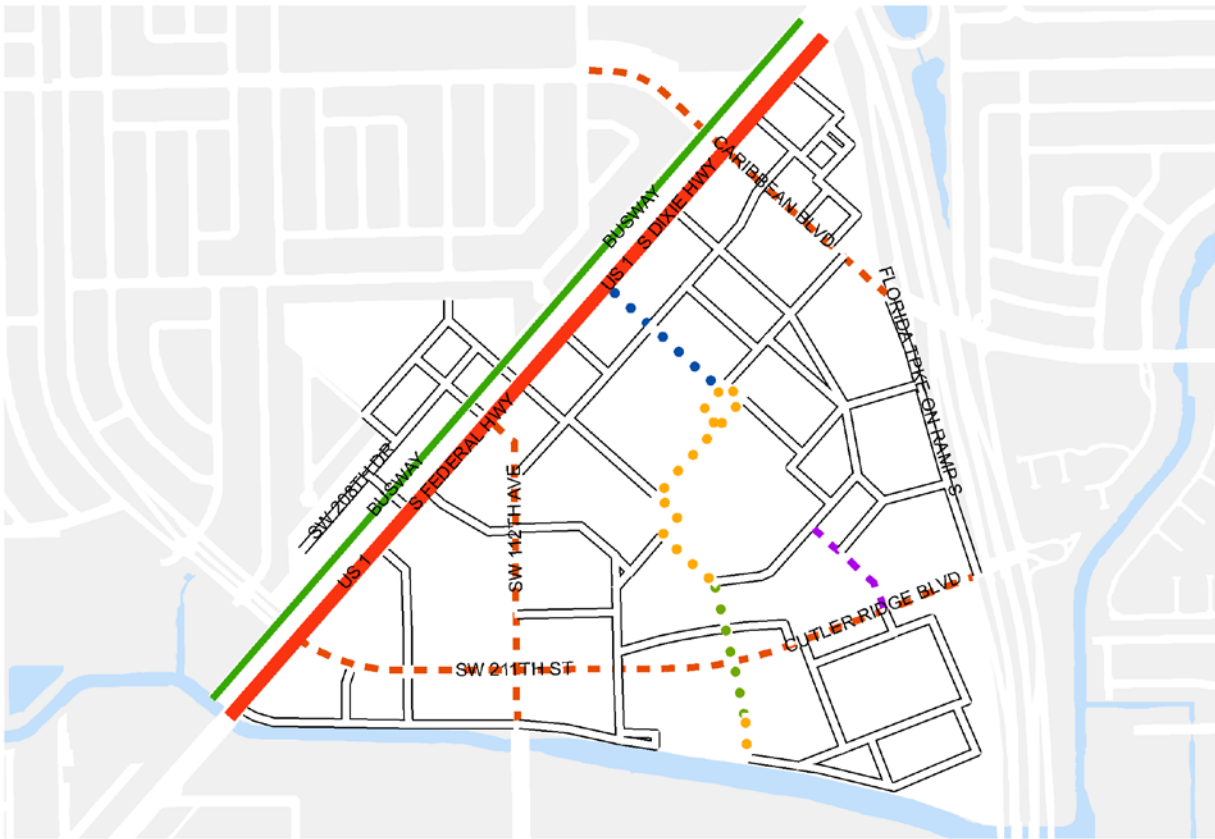 CARIBBEAN BLVD
BUSWAY
US 1 S DIXIE HWY
FLORIDA TPKE ON RAMP S
SW 208TH DR
BUSWAY
S FEDERAL HWY
SW 112TH AVE
US 1
CUTLER RIDGE BLVD
SW 211TH ST